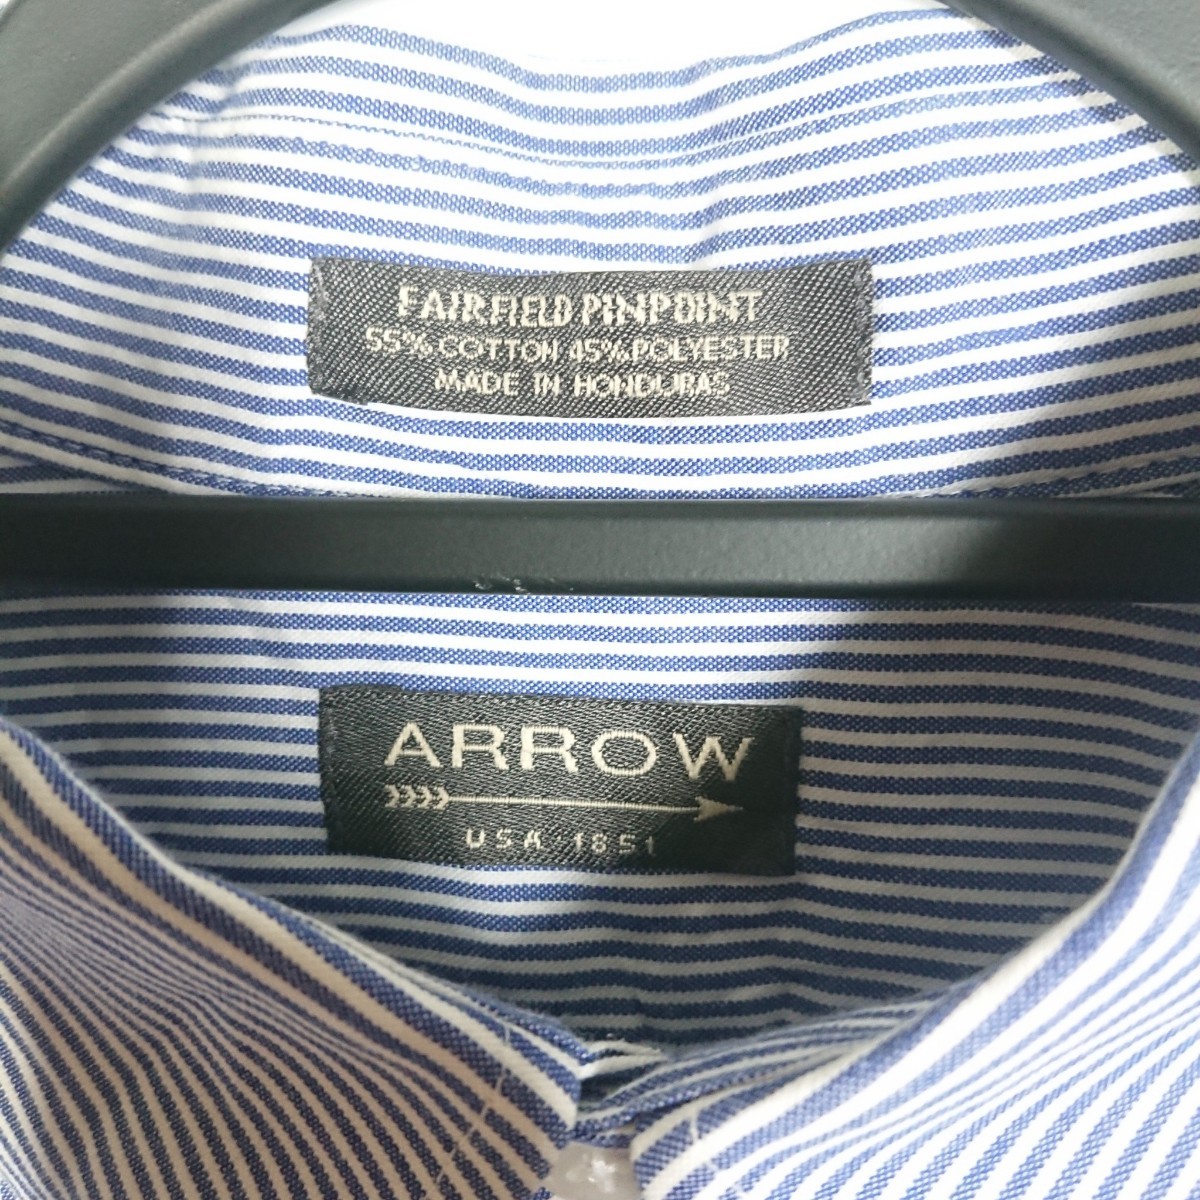 FAIRFIELD PINPOINT
55% COTTON 45% POLYESTER
MADE IN HONDURAS
ARROW
USA 1851